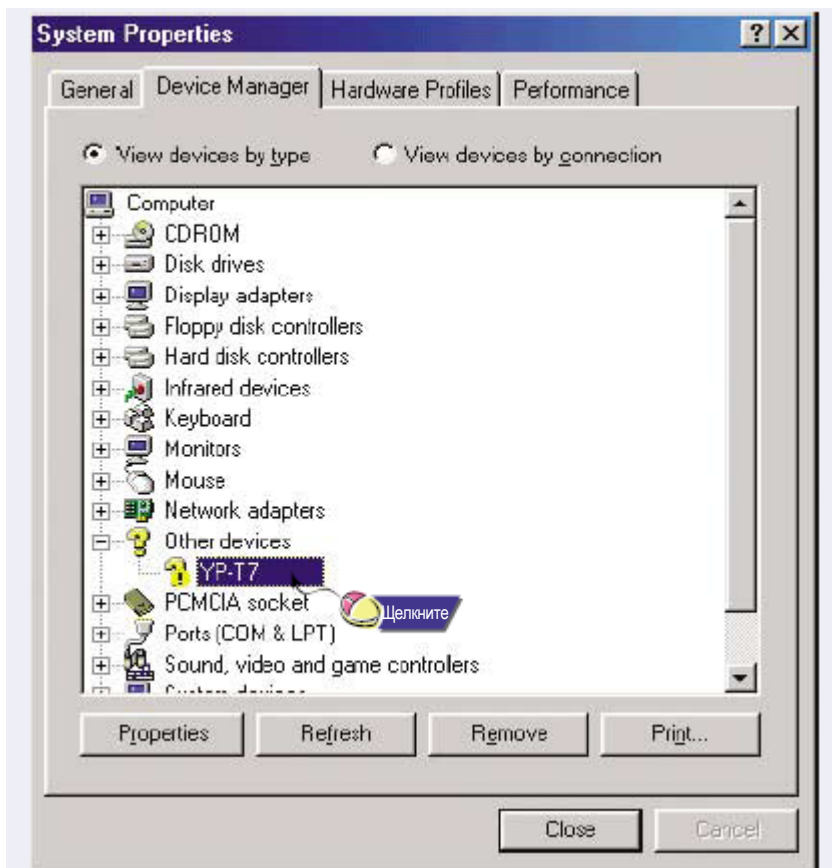 System Properties
General Device Manager Hardware Profiles Performance
View devices by type View devices by connection
Computer
CDROM
Disk drives
Display adapters
Floppy disk controllers
Hard disk controllers
Infrared devices
Keyboard
Monitors
Mouse
Network adapters
Other devices
YP-T7
Щелкните
PCMCIA socket
Ports (COM & LPT)
Sound, video and game controllers
System devices
Properties Refresh Remove Print...
Close Cancel